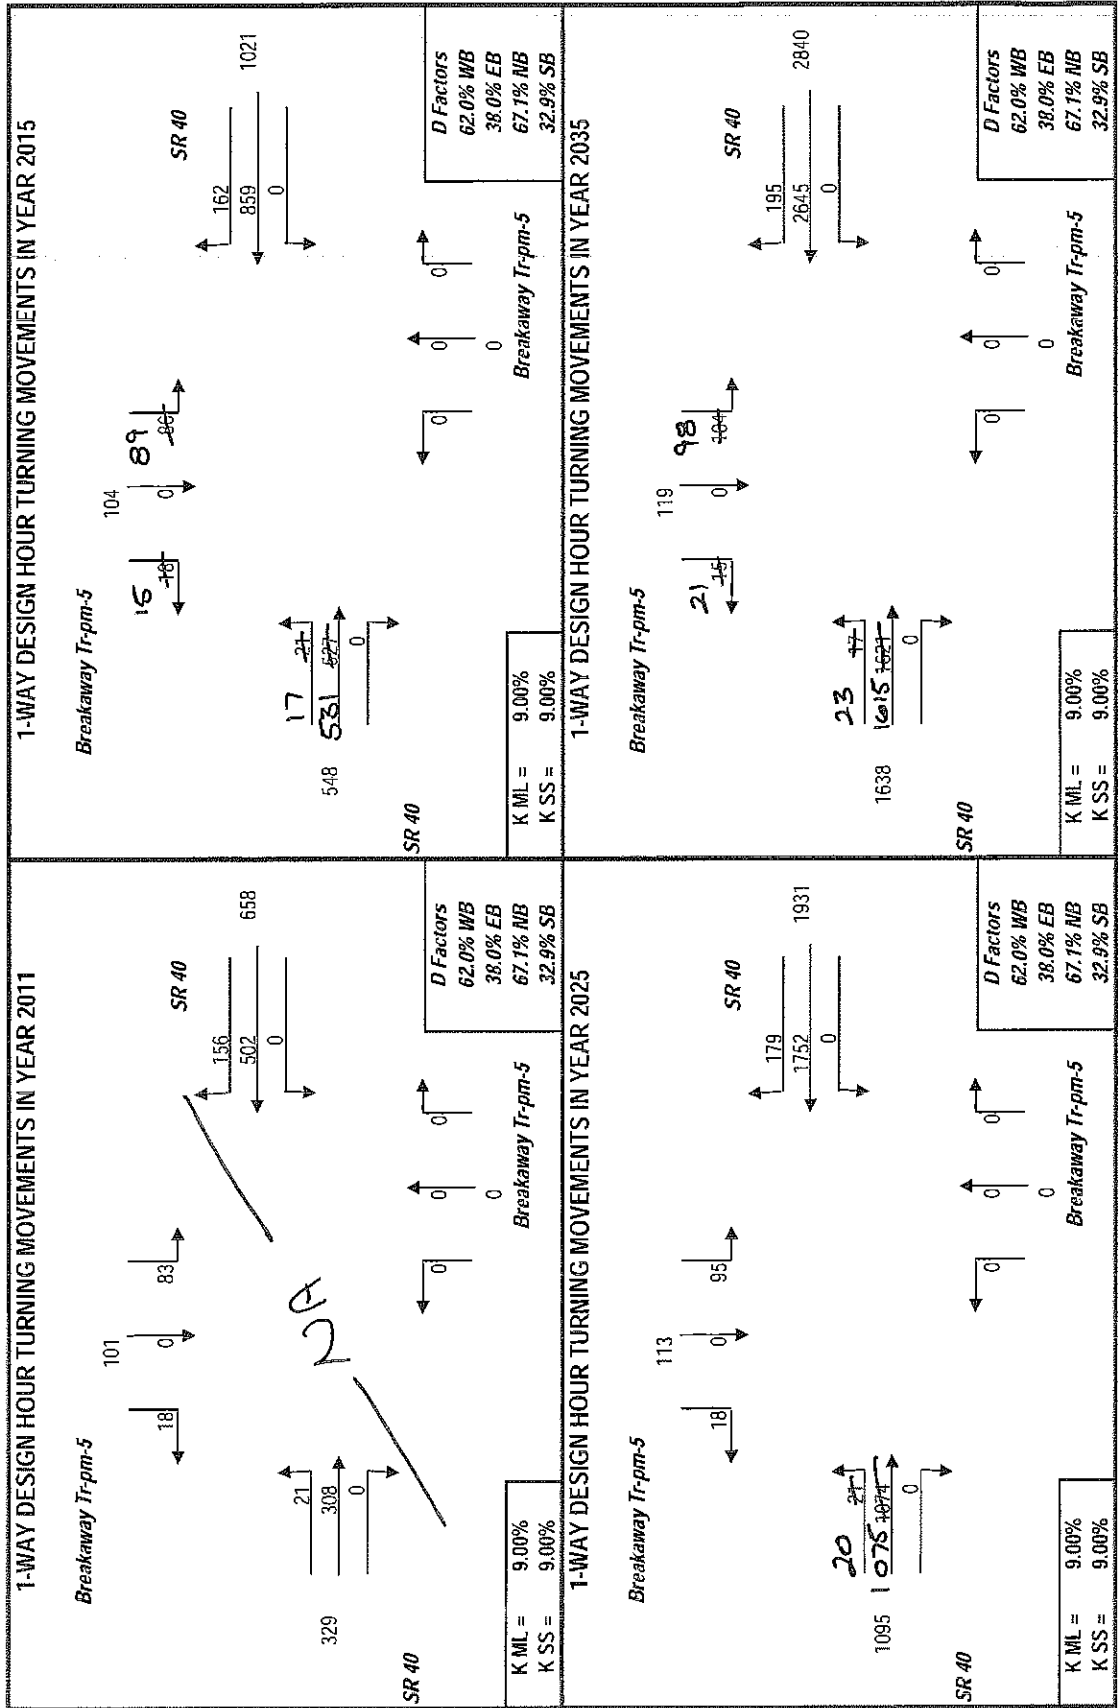 1-WAY DESIGN HOUR TURNING MOVEMENTS IN YEAR 2011
Breakaway Tr-pm-5
101
18 0 83
SR 40
156
502
0
658
NA
329
21
308
0
SR 40
0 0 0
0
Breakaway Tr-pm-5
K ML = 9.00%
K SS = 9.00%
D Factors
62.0% WB
38.0% EB
67.1% NB
32.9% SB
1-WAY DESIGN HOUR TURNING MOVEMENTS IN YEAR 2015
Breakaway Tr-pm-5
104
15 89
18 0 86
SR 40
162
859
0
1021
548
17 21
531 527
0
SR 40
0 0 0
0
Breakaway Tr-pm-5
K ML = 9.00%
K SS = 9.00%
D Factors
62.0% WB
38.0% EB
67.1% NB
32.9% SB
1-WAY DESIGN HOUR TURNING MOVEMENTS IN YEAR 2025
Breakaway Tr-pm-5
113
18 0 95
SR 40
179
1752
0
1931
1095
20 21
1075 1074
0
SR 40
0 0 0
0
Breakaway Tr-pm-5
K ML = 9.00%
K SS = 9.00%
D Factors
62.0% WB
38.0% EB
67.1% NB
32.9% SB
1-WAY DESIGN HOUR TURNING MOVEMENTS IN YEAR 2035
Breakaway Tr-pm-5
119
21 98
15 0 104
SR 40
195
2645
0
2840
1638
23 17
1615 1621
0
SR 40
0 0 0
0
Breakaway Tr-pm-5
K ML = 9.00%
K SS = 9.00%
D Factors
62.0% WB
38.0% EB
67.1% NB
32.9% SB